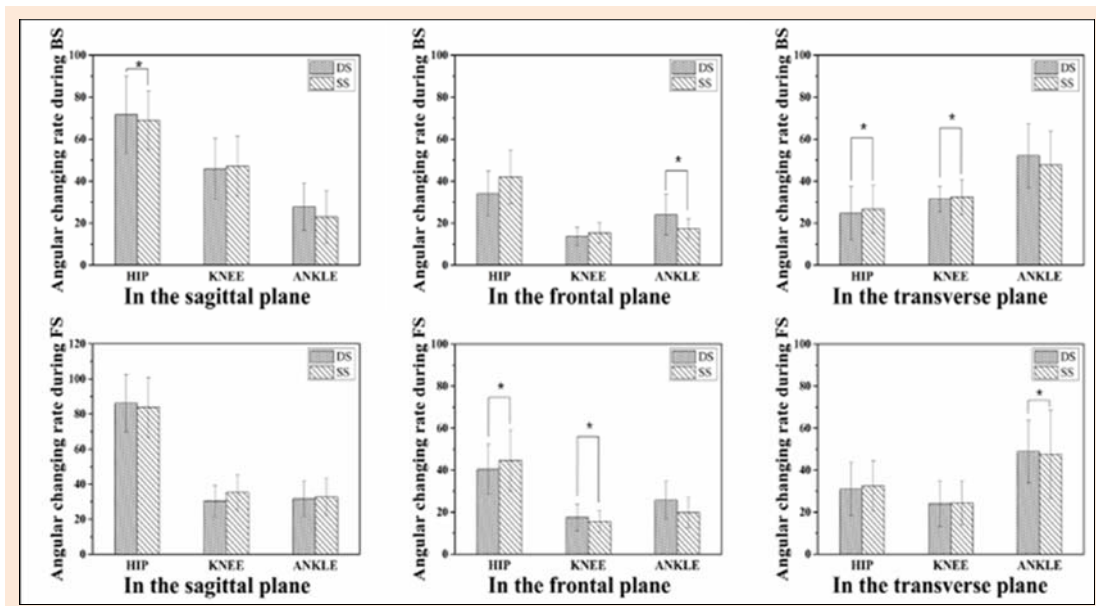 Angular changing rate during BS
100
80
60
40
20
0
*
DS
SS
HIP KNEE ANKLE
In the sagittal plane
Angular changing rate during BS
100
80
60
40
20
0
*
DS
SS
HIP KNEE ANKLE
In the frontal plane
Angular changing rate during BS
100
80
60
40
20
0
* *
DS
SS
HIP KNEE ANKLE
In the transverse plane
Angular changing rate during FS
120
100
80
60
40
20
0
DS
SS
HIP KNEE ANKLE
In the sagittal plane
Angular changing rate during FS
100
80
60
40
20
0
* *
DS
SS
HIP KNEE ANKLE
In the frontal plane
Angular changing rate during FS
100
80
60
40
20
0
*
DS
SS
HIP KNEE ANKLE
In the transverse plane